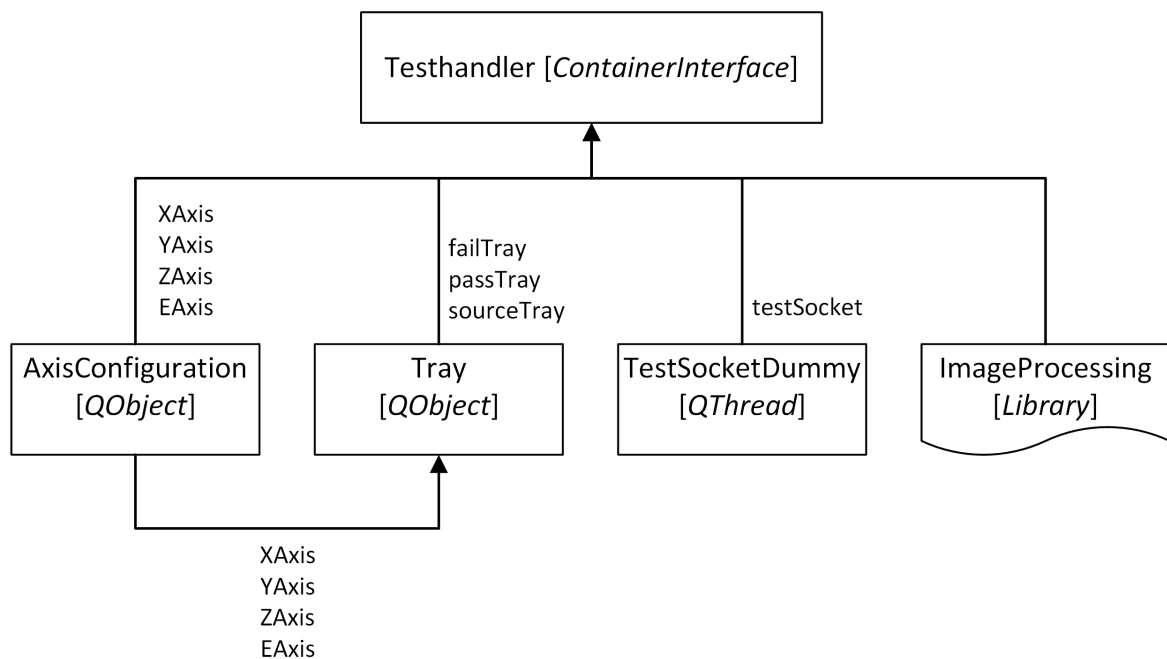 Testhandler [ContainerInterface]
XAxis
YAxis
ZAxis
EAxis
failTray
passTray
sourceTray
testSocket
AxisConfiguration
[QObject]
Tray
[QObject]
TestSocketDummy
[QThread]
ImageProcessing
[Library]
XAxis
YAxis
ZAxis
EAxis